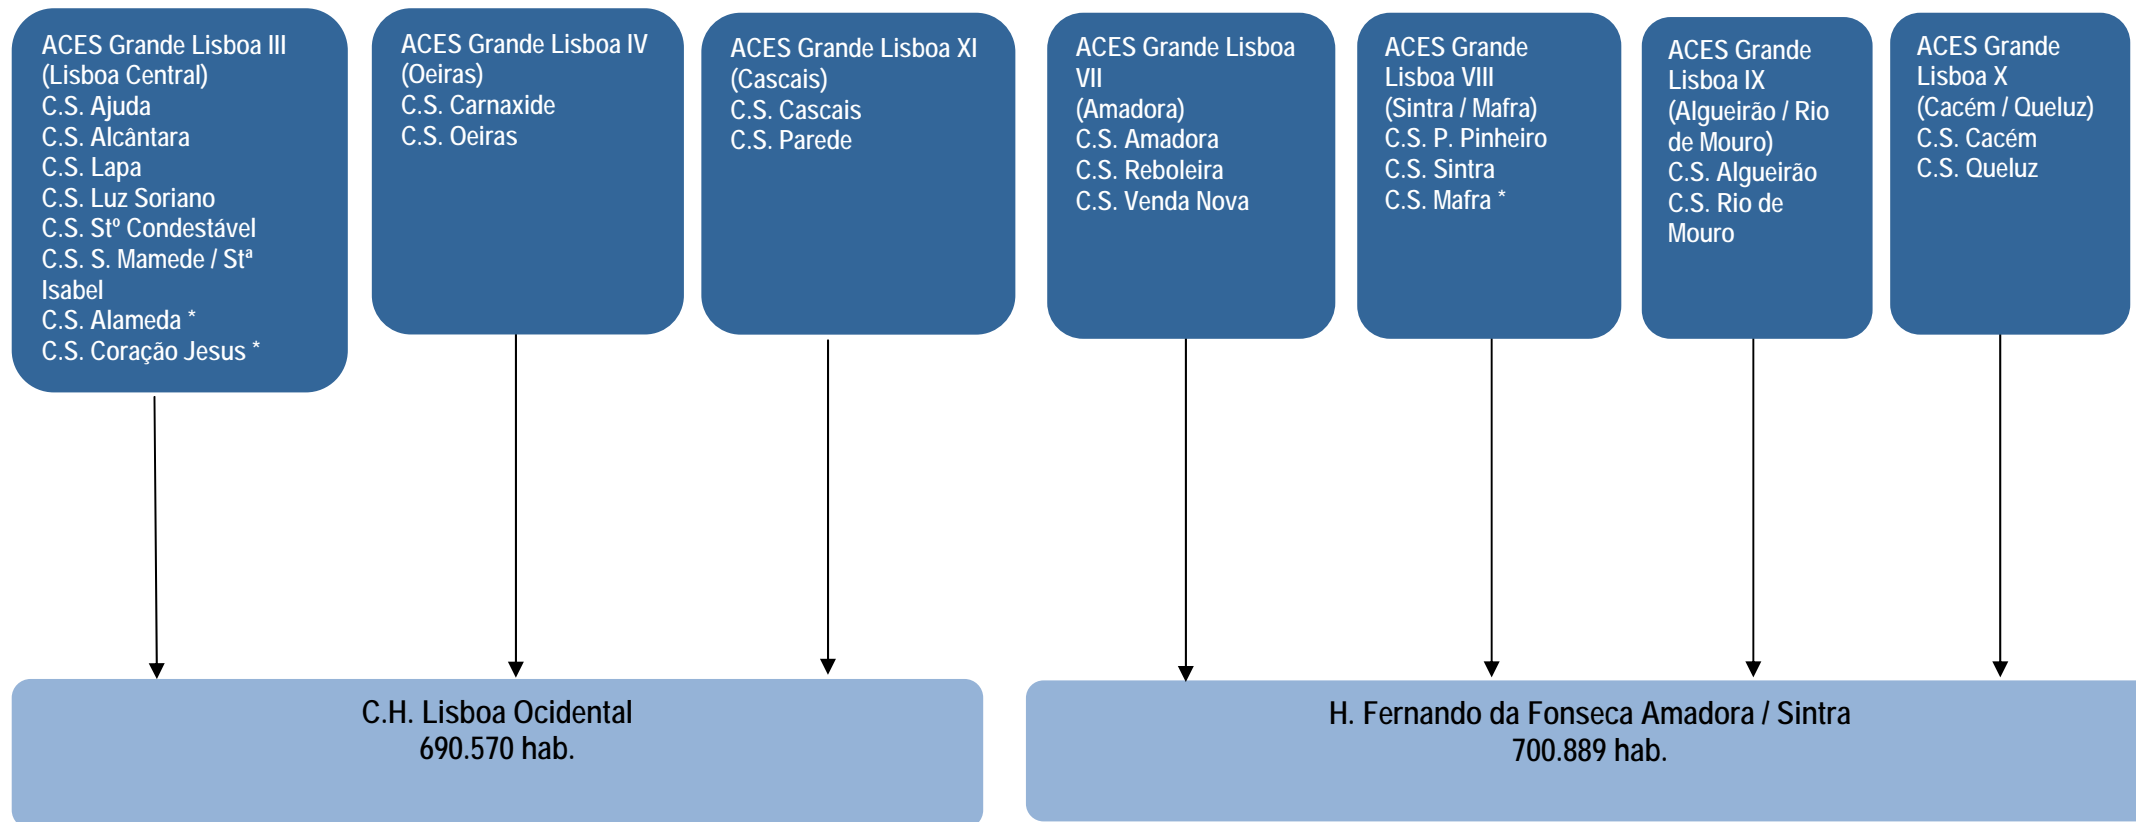 ACES Grande Lisboa III
(Lisboa Central)
C.S. Ajuda
C.S. Alcântara
C.S. Lapa
C.S. Luz Soriano
C.S. Stº Condestável
C.S. S. Mamede / Stª
Isabel
C.S. Alameda *
C.S. Coração Jesus *
ACES Grande Lisboa IV
(Oeiras)
C.S. Carnaxide
C.S. Oeiras
ACES Grande Lisboa XI
(Cascais)
C.S. Cascais
C.S. Parede
ACES Grande Lisboa
VII
(Amadora)
C.S. Amadora
C.S. Reboleira
C.S. Venda Nova
ACES Grande
Lisboa VIII
(Sintra / Mafra)
C.S. P. Pinheiro
C.S. Sintra
C.S. Mafra *
ACES Grande
Lisboa IX
(Algueirão / Rio
de Mouro)
C.S. Algueirão
C.S. Rio de
Mouro
ACES Grande
Lisboa X
(Cacém / Queluz)
C.S. Cacém
C.S. Queluz
C.H. Lisboa Ocidental
690.570 hab.
H. Fernando da Fonseca Amadora / Sintra
700.889 hab.